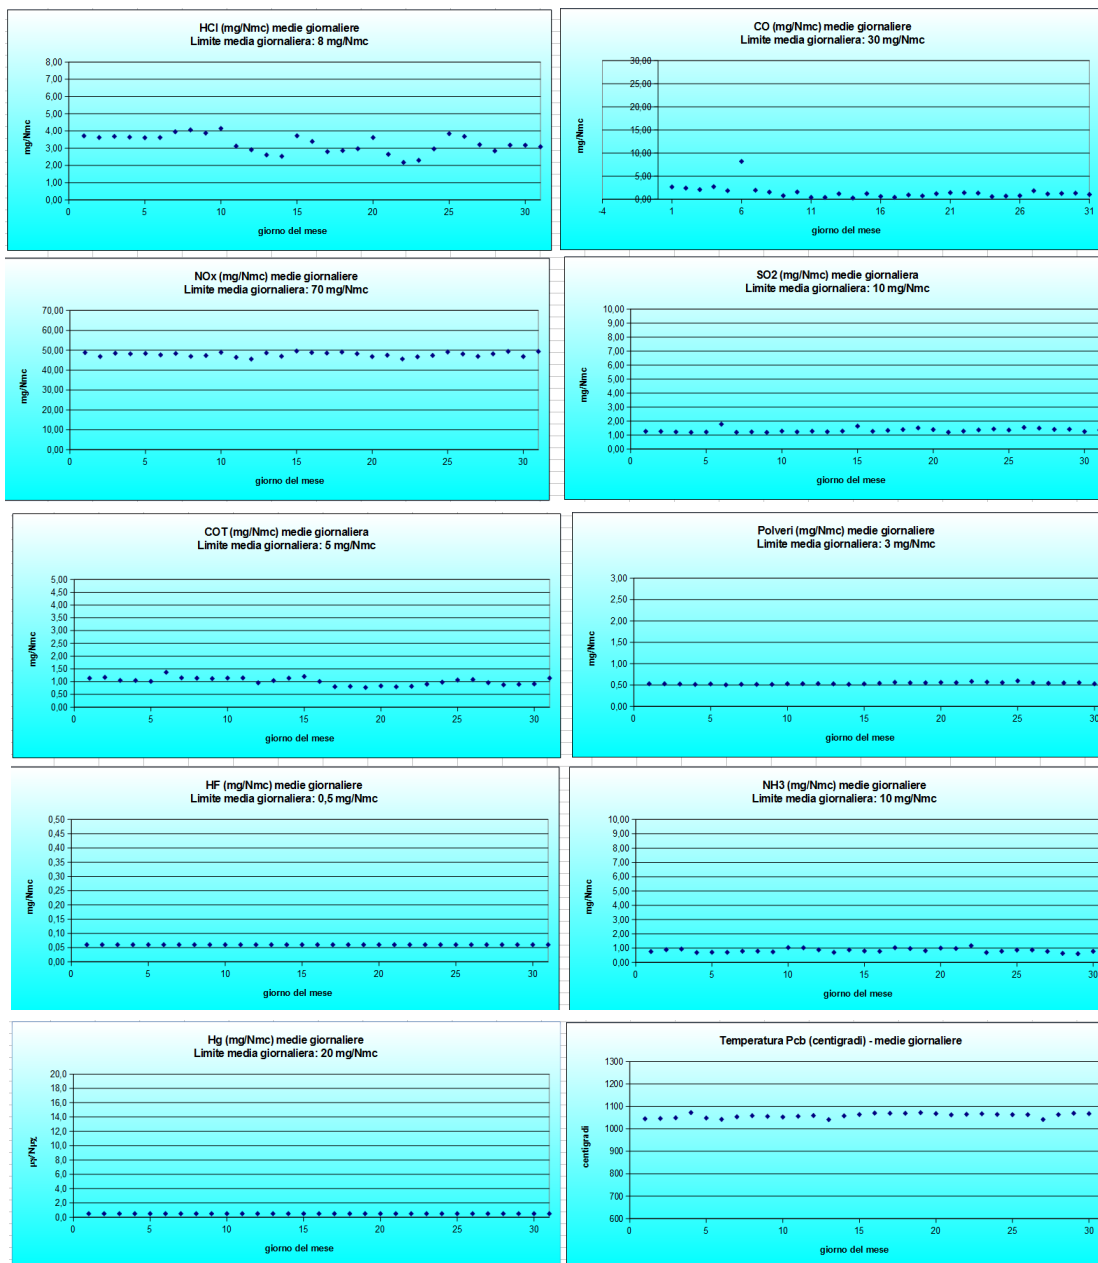 HCl (mg/Nmc) medie giornaliere
Limite media giornaliera: 8 mg/Nmc
8,00
7,00
6,00
5,00
4,00
3,00
2,00
1,00
0,00
mg/Nmc
0 5 10 15 20 25 30
giorno del mese
CO (mg/Nmc) medie giornaliere
Limite media giornaliera: 30 mg/Nmc
30,00
25,00
20,00
15,00
10,00
5,00
0,00
mg/Nmc
-4 1 6 11 16 21 26 31
giorno del mese
NOx (mg/Nmc) medie giornaliere
Limite media giornaliera: 70 mg/Nmc
70,00
60,00
50,00
40,00
30,00
20,00
10,00
0,00
mg/Nmc
0 5 10 15 20 25 30
giorno del mese
SO2 (mg/Nmc) medie giornaliera
Limite media giornaliera: 10 mg/Nmc
10,00
9,00
8,00
7,00
6,00
5,00
4,00
3,00
2,00
1,00
0,00
mg/Nmc
0 5 10 15 20 25 30
giorno del mese
COT (mg/Nmc) medie giornaliera
Limite media giornaliera: 5 mg/Nmc
5,00
4,50
4,00
3,50
3,00
2,50
2,00
1,50
1,00
0,50
0,00
mg/Nmc
0 5 10 15 20 25 30
giorno del mese
Polveri (mg/Nmc) medie giornaliere
Limite media giornaliera: 3 mg/Nmc
3,00
2,50
2,00
1,50
1,00
0,50
0,00
mg/Nmc
0 5 10 15 20 25 30
giorno del mese
HF (mg/Nmc) medie giornaliere
Limite media giornaliera: 0,5 mg/Nmc
0,50
0,45
0,40
0,35
0,30
0,25
0,20
0,15
0,10
0,05
0,00
mg/Nmc
0 5 10 15 20 25 30
giorno del mese
NH3 (mg/Nmc) medie giornaliere
Limite media giornaliera: 10 mg/Nmc
10,00
9,00
8,00
7,00
6,00
5,00
4,00
3,00
2,00
1,00
0,00
mg/Nmc
0 5 10 15 20 25 30
giorno del mese
Hg (mg/Nmc) medie giornaliere
Limite media giornaliera: 20 mg/Nmc
20,0
18,0
16,0
14,0
12,0
10,0
8,0
6,0
4,0
2,0
0,0
μγ/Νμχ
0 5 10 15 20 25 30
giorno del mese
Temperatura Pcb (centigradi) - medie giornaliere
1300
1200
1100
1000
900
800
700
600
centigradi
0 5 10 15 20 25 30
giorno del mese